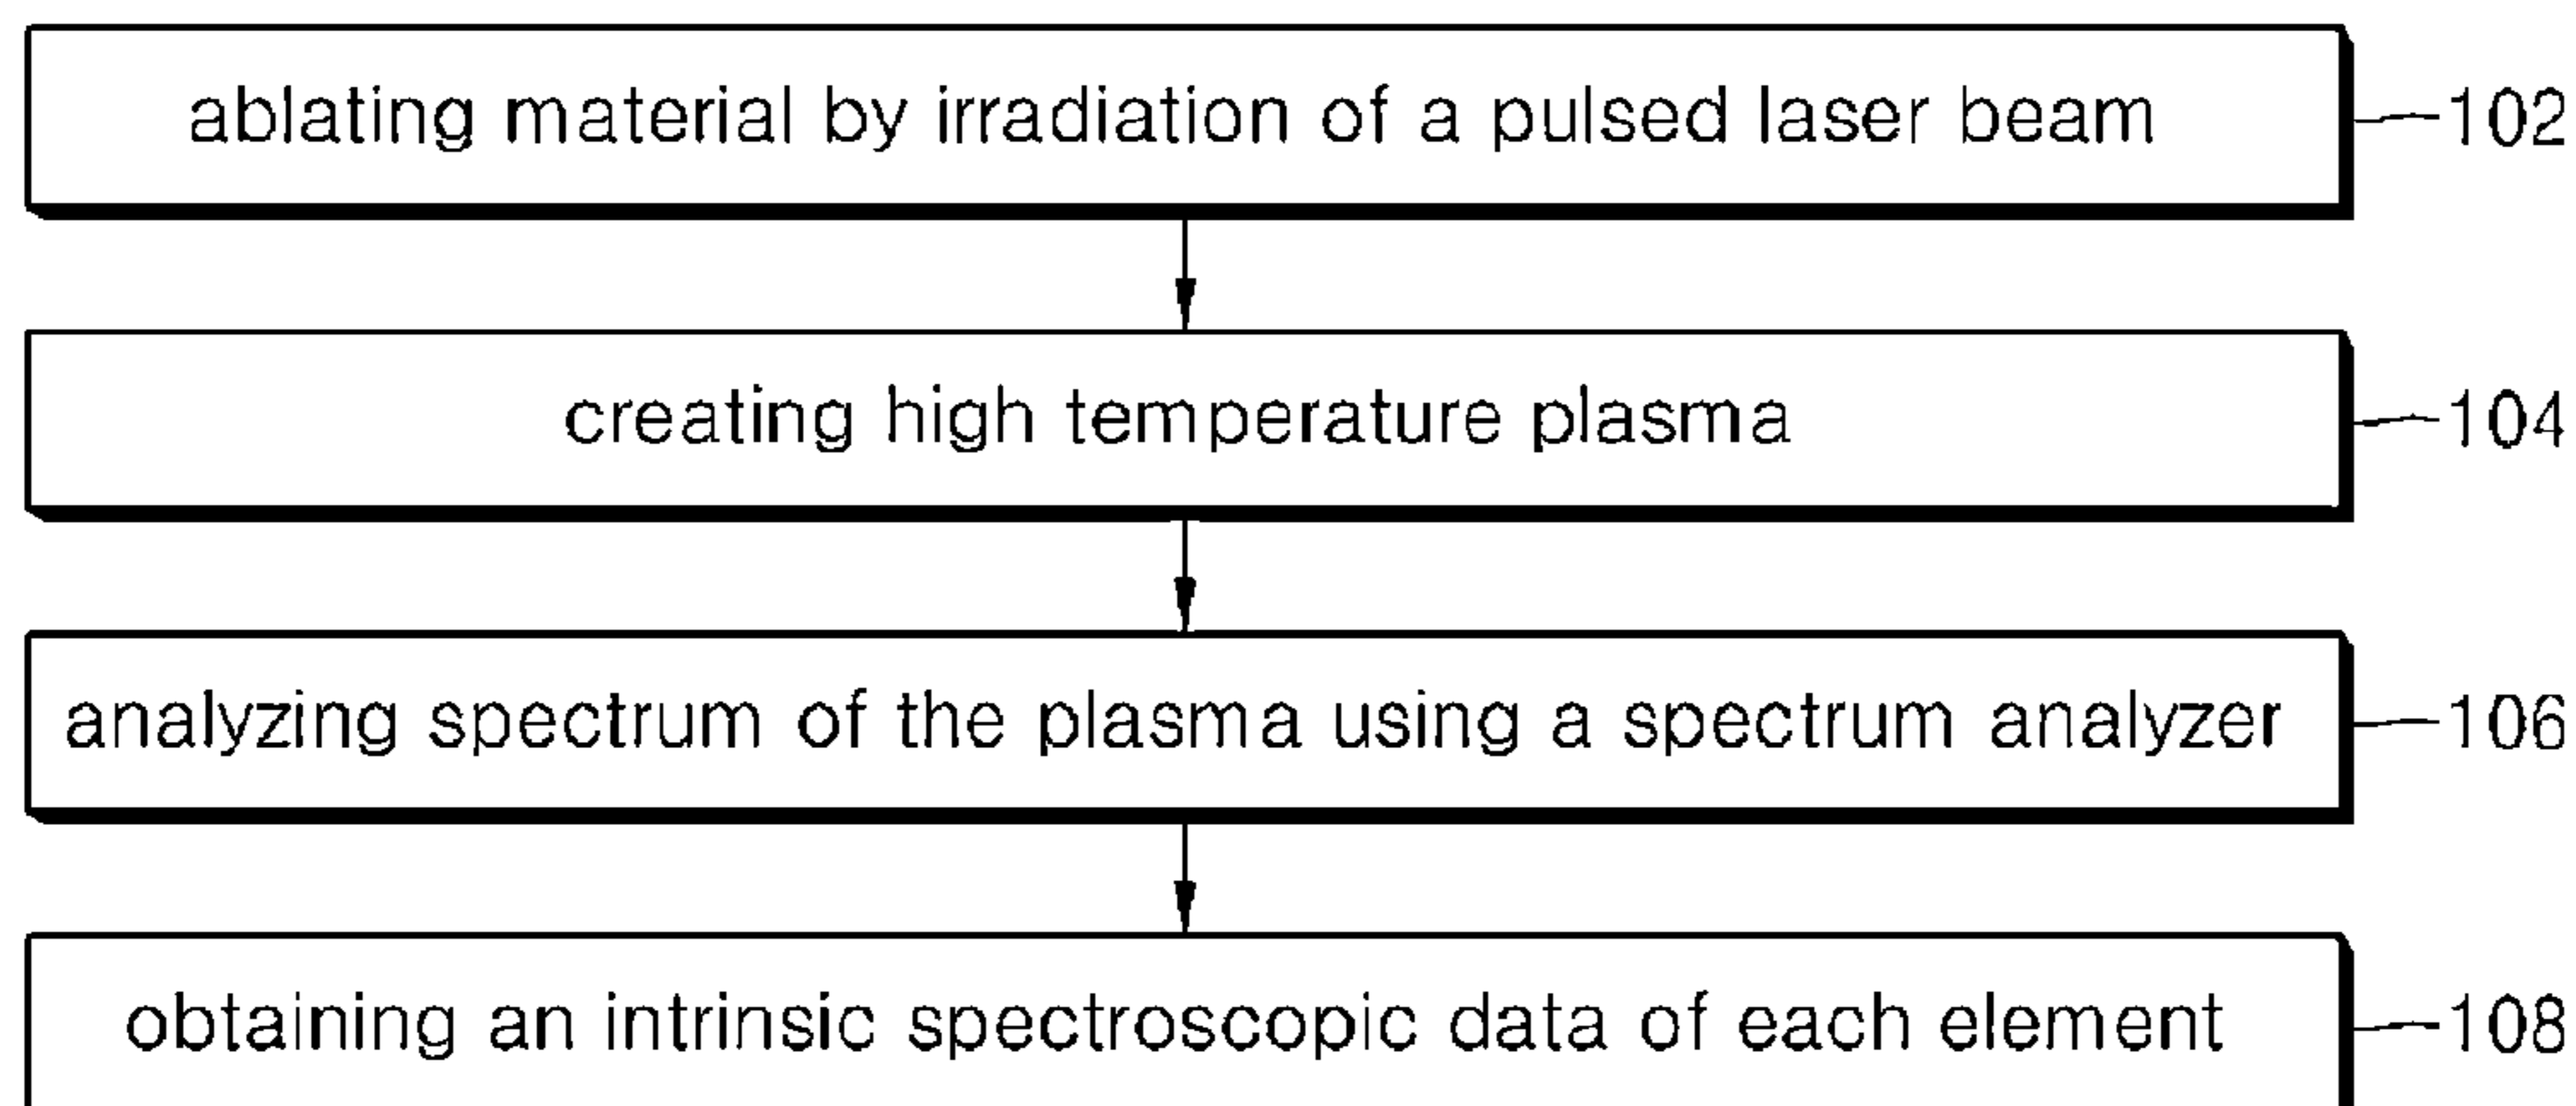 ablating material by irradiation of a pulsed laser beam 102
creating high temperature plasma 104
analyzing spectrum of the plasma using a spectrum analyzer 106
obtaining an intrinsic spectroscopic data of each element 108